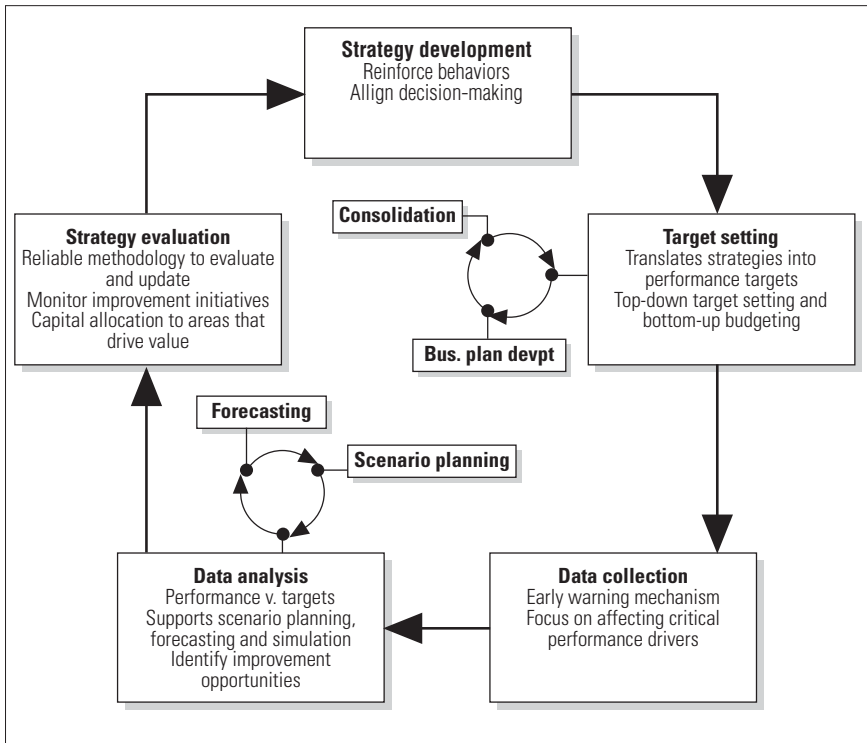 Strategy development
Reinforce behaviors
Allign decision-making
Consolidation
Strategy evaluation
Reliable methodology to evaluate
and update
Monitor improvement initiatives
Capital allocation to areas that
drive value
Target setting
Translates strategies into
performance targets
Top-down target setting and
bottom-up budgeting
Bus. plan devpt
Forecasting
Scenario planning
Data analysis
Performance v. targets
Supports scenario planning,
forecasting and simulation
Identify improvement
opportunities
Data collection
Early warning mechanism
Focus on affecting critical
performance drivers